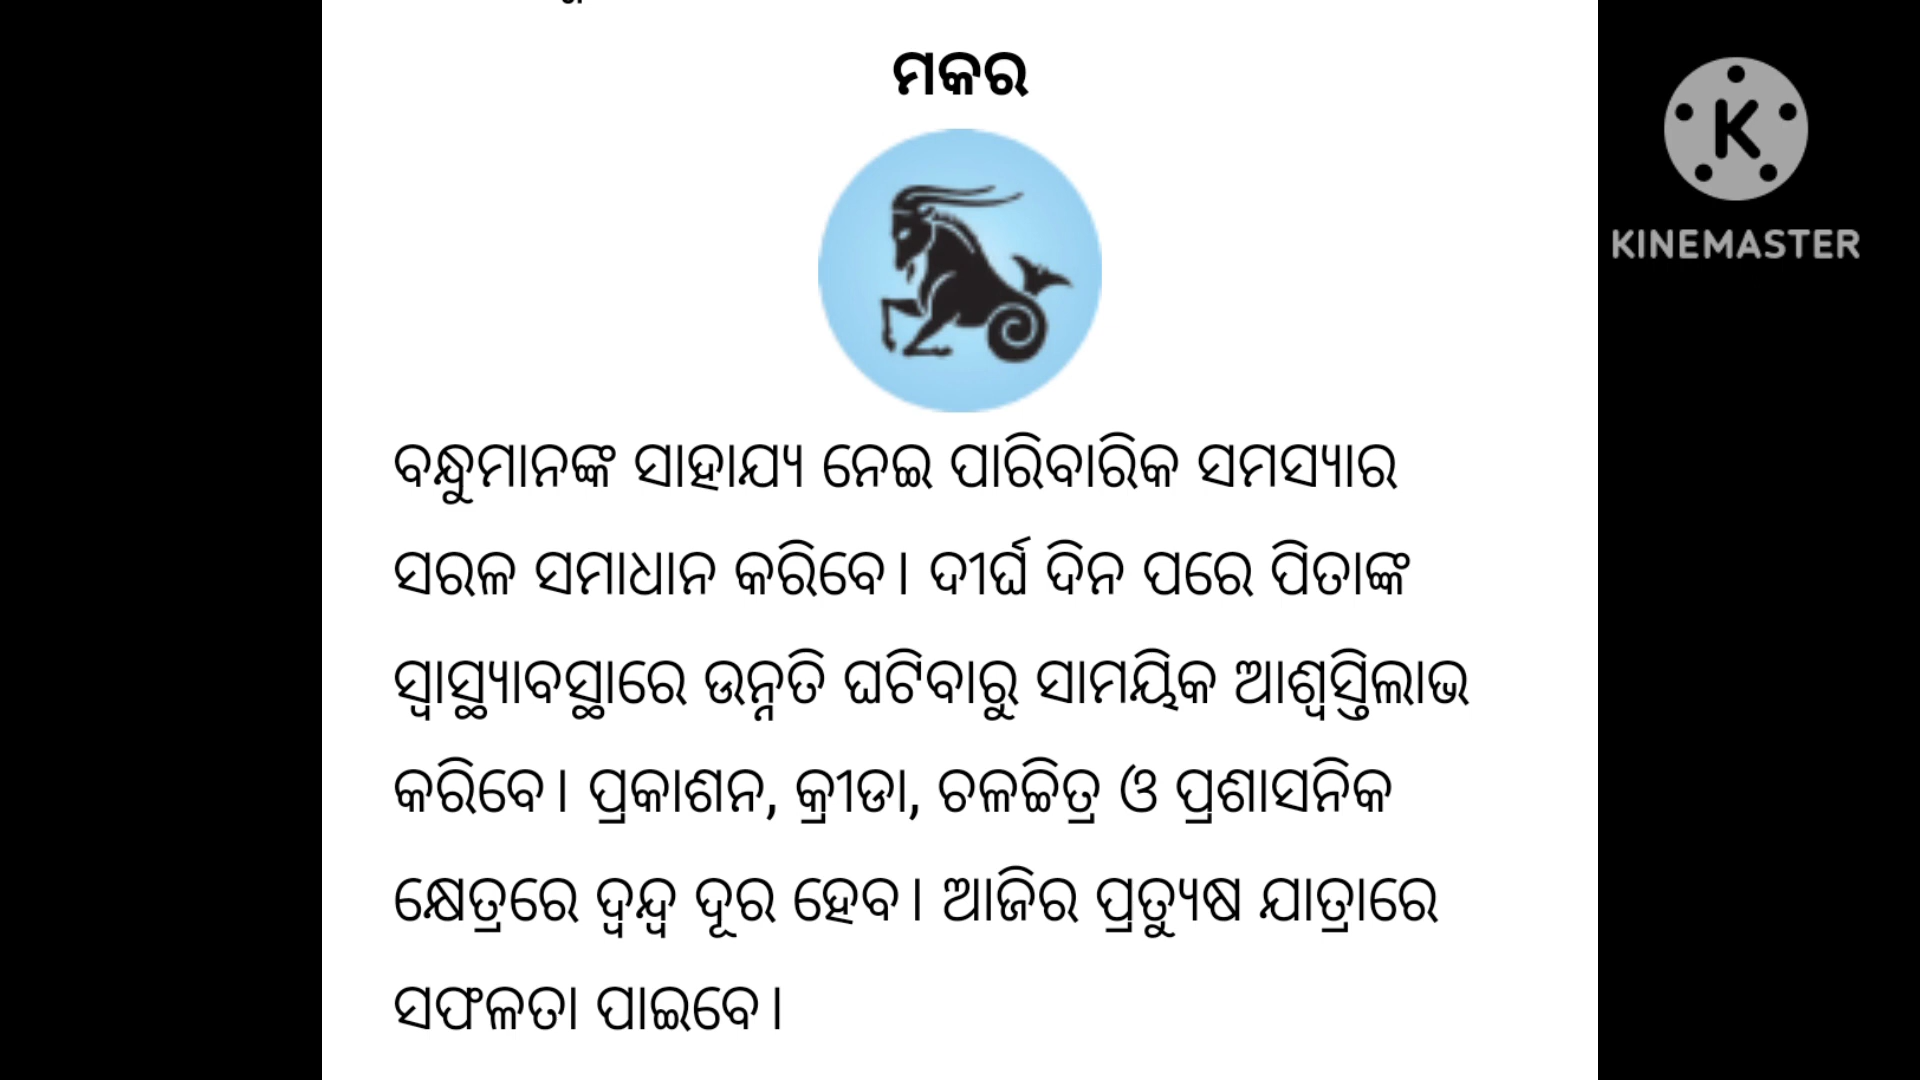 ମକର
KINEMASTER
ବନ୍ଧୁମାନଙ୍କ ସାହାଯ୍ୟ ନେଇ ପାରିବାରିକ ସମସ୍ୟାର
ସରଳ ସମାଧାନ କରିବେ। ଦୀର୍ଘ ଦିନ ପରେ ପିତାଙ୍କ
ସ୍ୱାସ୍ଥ୍ୟାବସ୍ଥାରେ ଉନ୍ନତି ଘଟିବାରୁ ସାମୟିକ ଆଶ୍ୱସ୍ତିଲାଭ
କରିବେ। ପ୍ରକାଶନ, କ୍ରୀଡା, ଚଳଚ୍ଚିତ୍ର ଓ ପ୍ରଶାସନିକ
କ୍ଷେତ୍ରରେ ଦ୍ୱନ୍ଦ୍ୱ ଦୂର ହେବ। ଆଜିର ପ୍ରତ୍ୟୁଷ ଯାତ୍ରାରେ
ସଫଳତା ପାଇବେ।